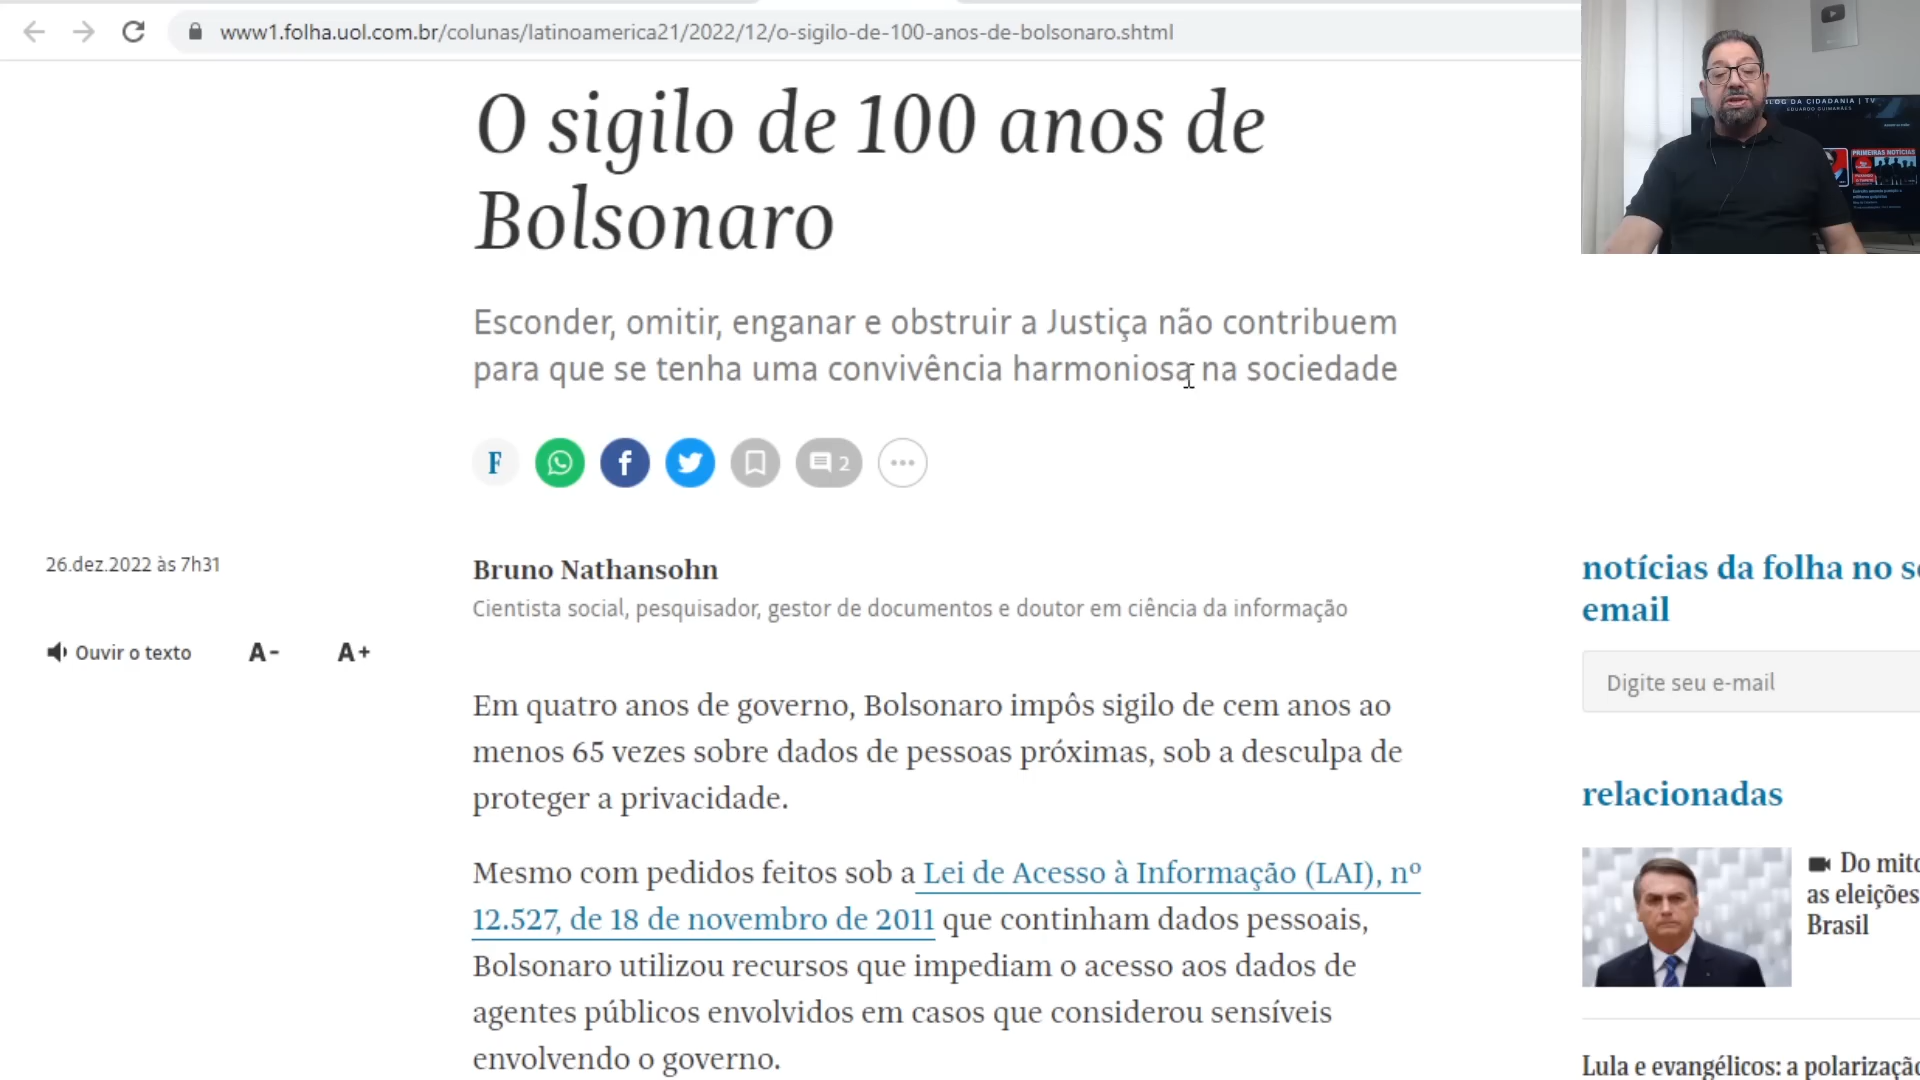 www1.folha.uol.com.br/colunas/latinoamerica21/2022/12/o-sigilo-de-100-anos-de-bolsonaro.shtml
BLOG DA CIDADANIA | TV
EDUARDO GUIMARÃES
PRIMEIRAS NOTÍCIAS
O sigilo de 100 anos de
Bolsonaro
Esconder, omitir, enganar e obstruir a Justiça não contribuem
para que se tenha uma convivência harmoniosa na sociedade
F
f
2
26.dez.2022 às 7h31
Ouvir o texto A- A+
Bruno Nathansohn
Cientista social, pesquisador, gestor de documentos e doutor em ciência da informação
Em quatro anos de governo, Bolsonaro impôs sigilo de cem anos ao
menos 65 vezes sobre dados de pessoas próximas, sob a desculpa de
proteger a privacidade.
Mesmo com pedidos feitos sob a Lei de Acesso à Informação (LAI), nº
12.527, de 18 de novembro de 2011 que continham dados pessoais,
Bolsonaro utilizou recursos que impediam o acesso aos dados de
agentes públicos envolvidos em casos que considerou sensíveis
envolvendo o governo.
notícias da folha no s
email
Digite seu e-mail
relacionadas
Do mito
as eleições
Brasil
Lula e evangélicos: a polarização